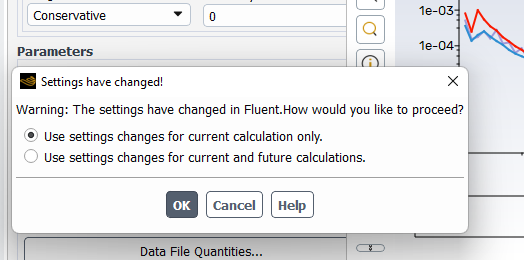 Conservative
0
Parameters
1e-03
1e-04
Settings have changed!
Warning: The settings have changed in Fluent.How would you like to proceed?
Use settings changes for current calculation only.
Use settings changes for current and future calculations.
OK
Cancel
Help
Data File Quantities...